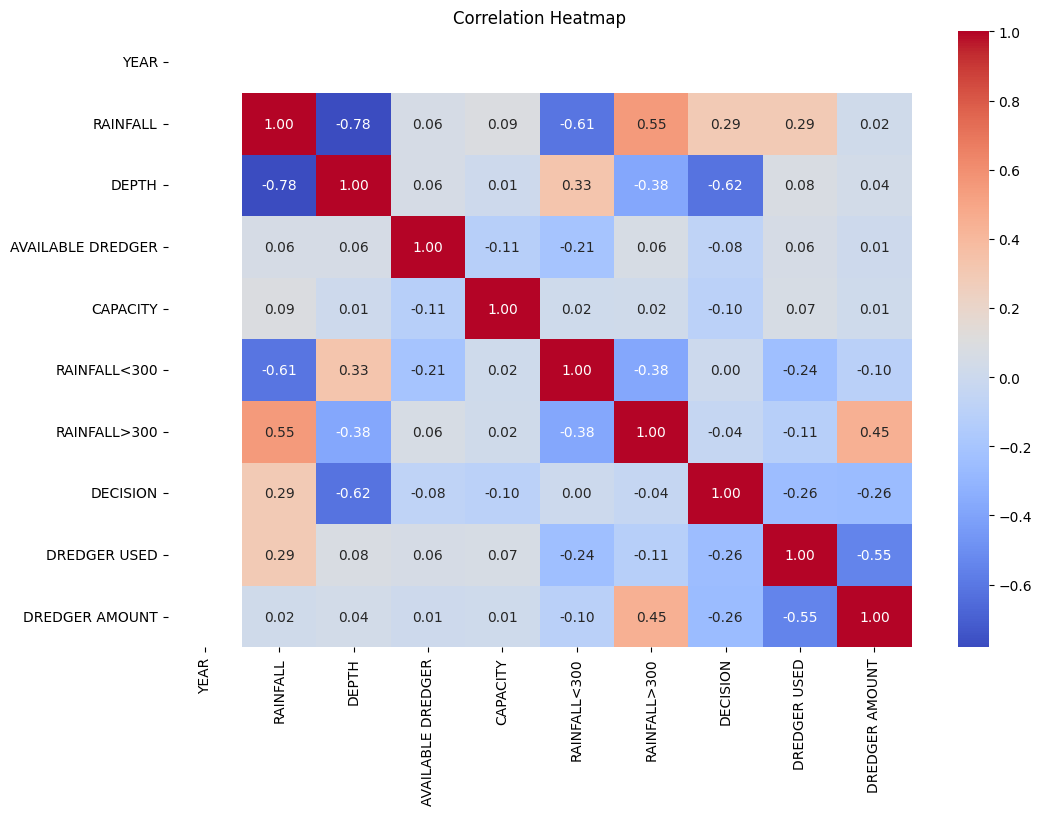 Correlation Heatmap
YEAR
RAINFALL 1.00 -0.78 0.06 0.09 -0.61 0.55 0.29 0.29 0.02
DEPTH -0.78 1.00 0.06 0.01 0.33 -0.38 -0.62 0.08 0.04
AVAILABLE DREDGER 0.06 0.06 1.00 -0.11 -0.21 0.06 -0.08 0.06 0.01
CAPACITY 0.09 0.01 -0.11 1.00 0.02 0.02 -0.10 0.07 0.01
RAINFALL<300 -0.61 0.33 -0.21 0.02 1.00 -0.38 0.00 -0.24 -0.10
RAINFALL>300 0.55 -0.38 0.06 0.02 -0.38 1.00 -0.04 -0.11 0.45
DECISION 0.29 -0.62 -0.08 -0.10 0.00 -0.04 1.00 -0.26 -0.26
DREDGER USED 0.29 0.08 0.06 0.07 -0.24 -0.11 -0.26 1.00 -0.55
DREDGER AMOUNT 0.02 0.04 0.01 0.01 -0.10 0.45 -0.26 -0.55 1.00
YEAR
RAINFALL
DEPTH
AVAILABLE DREDGER
CAPACITY
RAINFALL<300
RAINFALL>300
DECISION
DREDGER USED
DREDGER AMOUNT
1.0
0.8
0.6
0.4
0.2
0.0
−0.2
−0.4
−0.6